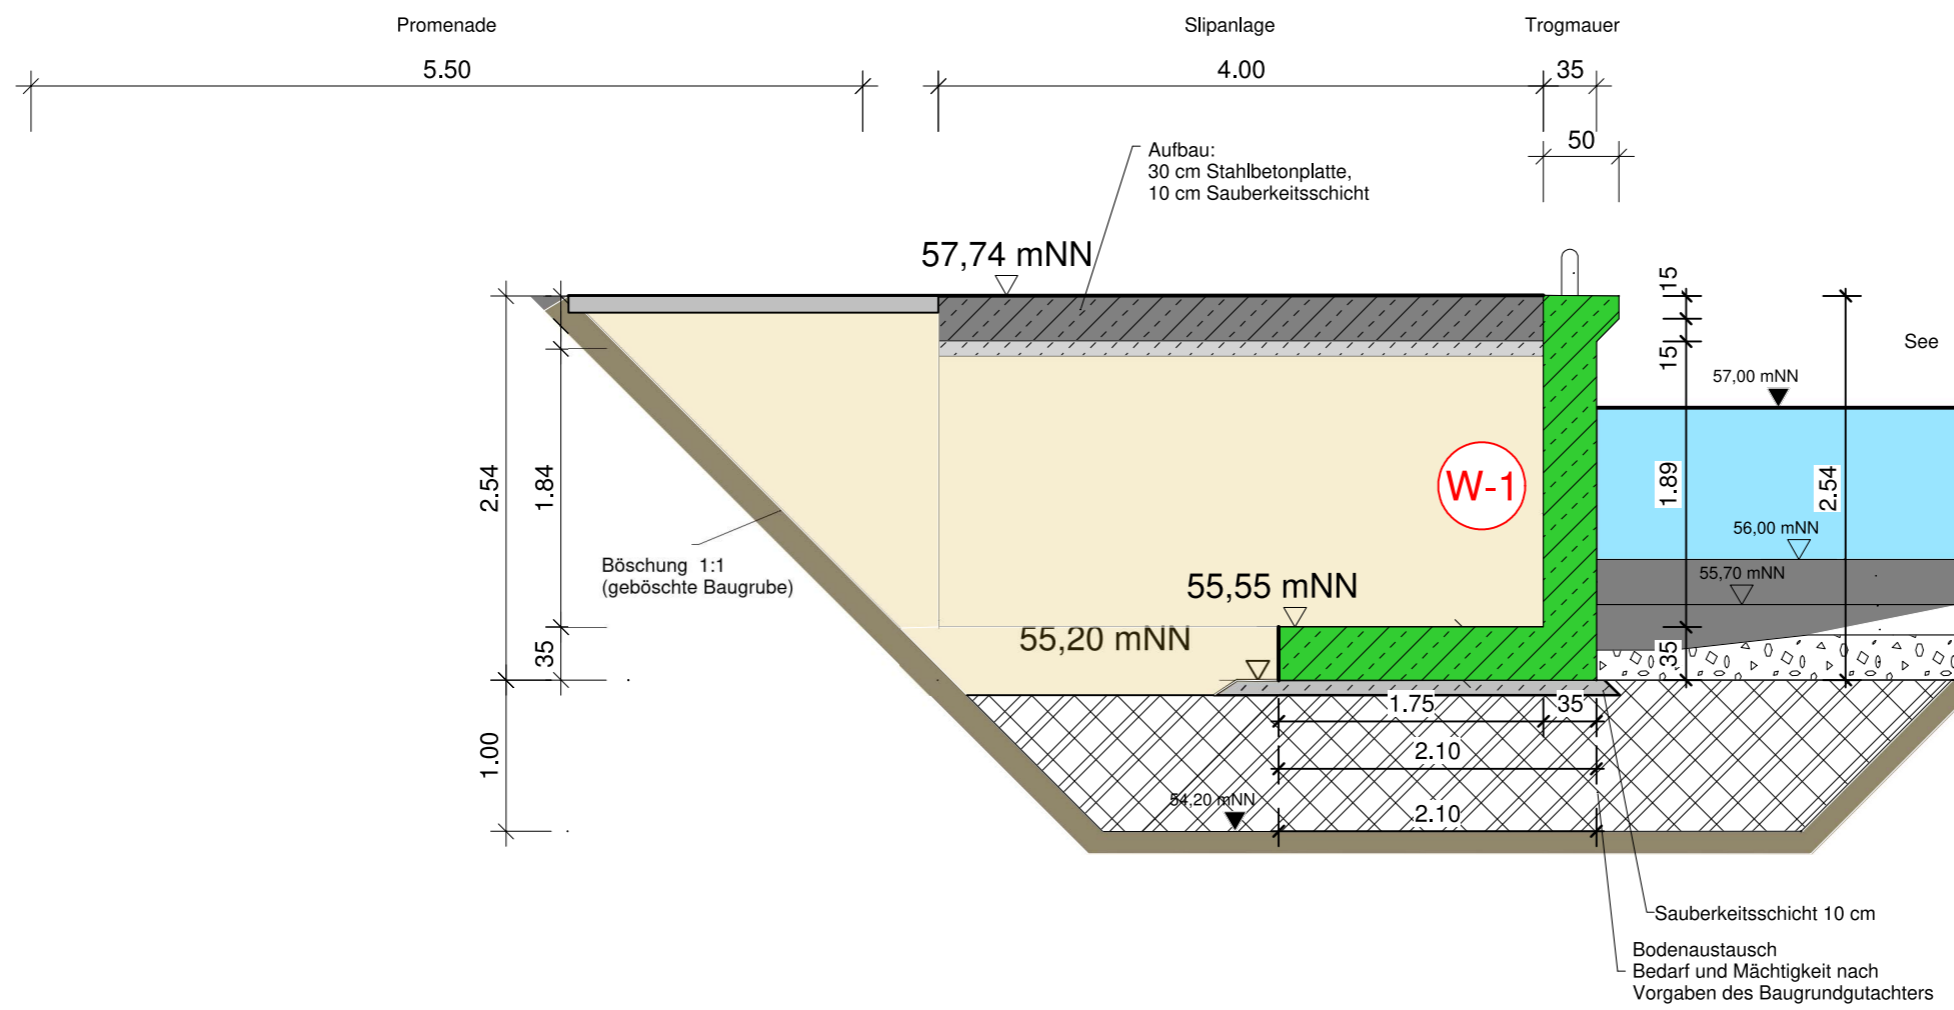 Promenade
Slipanlage
Trogmauer
5.50
4.00
35
50
Aufbau:
30 cm Stahlbetonplatte,
10 cm Sauberkeitsschicht
57,74 mNN
15
15
See
57,00 mNN
2.54
1.84
W-1
1.89
2.54
56,00 mNN
Böschung 1:1
(geböschte Baugrube)
55,70 mNN
55,55 mNN
55,20 mNN
35
35
1.75
35
1.00
2.10
54,20 mNN
2.10
Sauberkeitsschicht 10 cm
Bodenaustausch
Bedarf und Mächtigkeit nach
Vorgaben des Baugrundgutachters